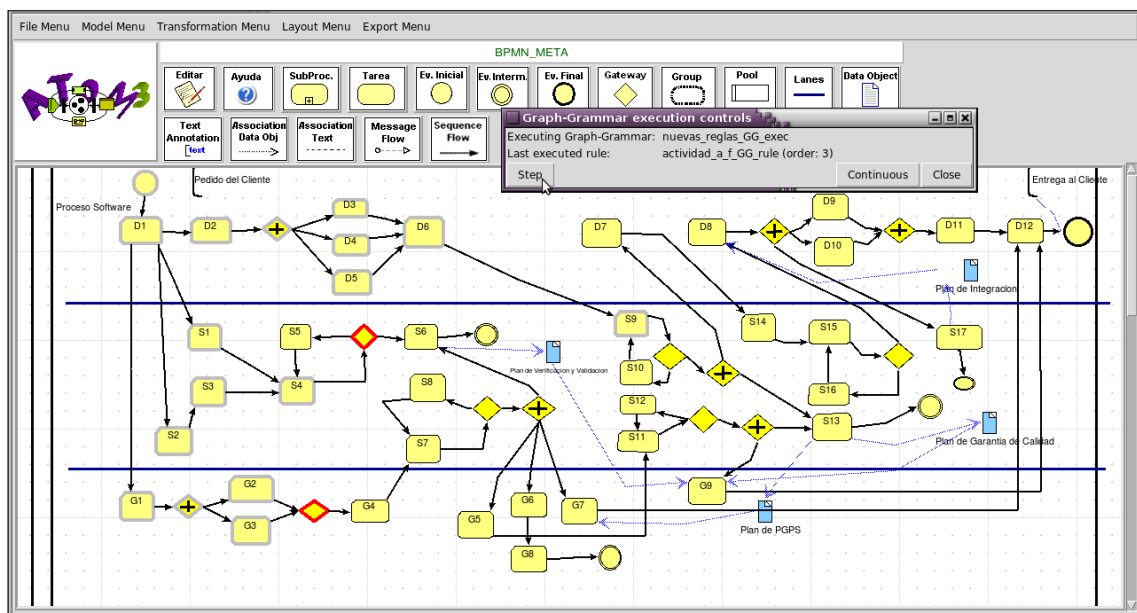 File Menu Model Menu Transformation Menu Layout Menu Export Menu
BPMN_META
ATOM3
Editar Ayuda SubProc. Tarea Ev. Inicial Ev. Interm. Ev. Final Gateway Group Pool Lanes Data Object
Text Annotation Association Data Obj Association Text Message Flow Sequence Flow
[text
Graph-Grammar execution controls
Executing Graph-Grammar: nuevas_reglas_GG_exec
Last executed rule: actividad_a_f_GG_rule (order: 3)
Step Continuous Close
Pedido del Cliente
Entrega al Cliente
Proceso Software
D1 D2 D3 D4 D5 D6 D7 D8 D9 D10 D11 D12
Plan de Integracion
S1 S2 S3 S4 S5 S6 S7 S8 S9 S10 S11 S12 S13 S14 S15 S16 S17
Plan de Verificacion y Validacion
Plan de Garantia de Calidad
G1 G2 G3 G4 G5 G6 G7 G8 G9
Plan de PGPS